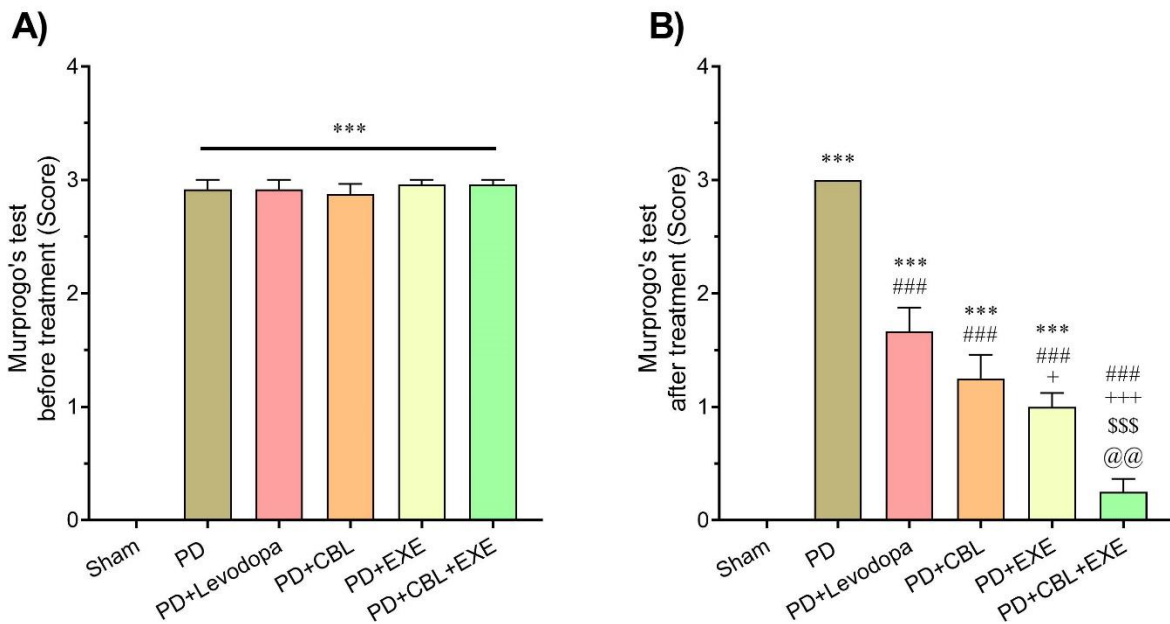 A)
Murprogo's test
before treatment (Score)
4
3
2
1
0
***
Sham
PD
PD+Levodopa
PD+CBL
PD+EXE
PD+CBL+EXE
B)
Murprogo's test
after treatment (Score)
4
3
2
1
0
***
***
###
***
###
***
###
+
###
+++
$$$
@@
Sham
PD
PD+Levodopa
PD+CBL
PD+EXE
PD+CBL+EXE